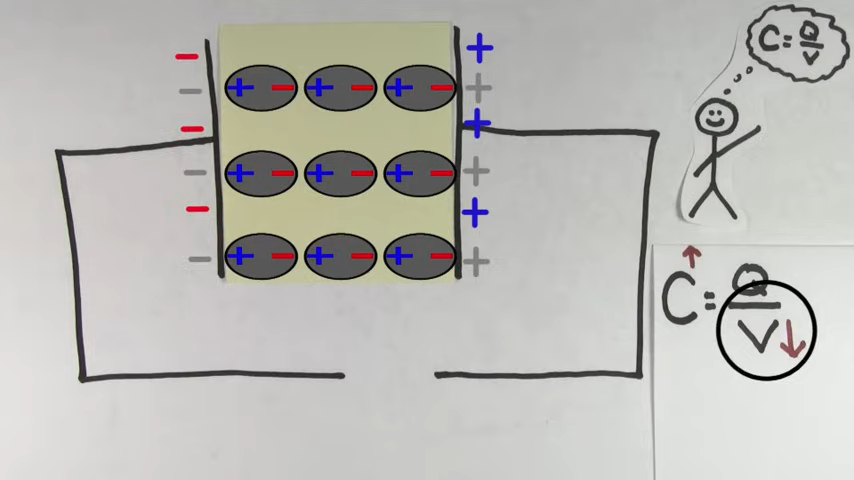 C = Q/V
C = Q/V